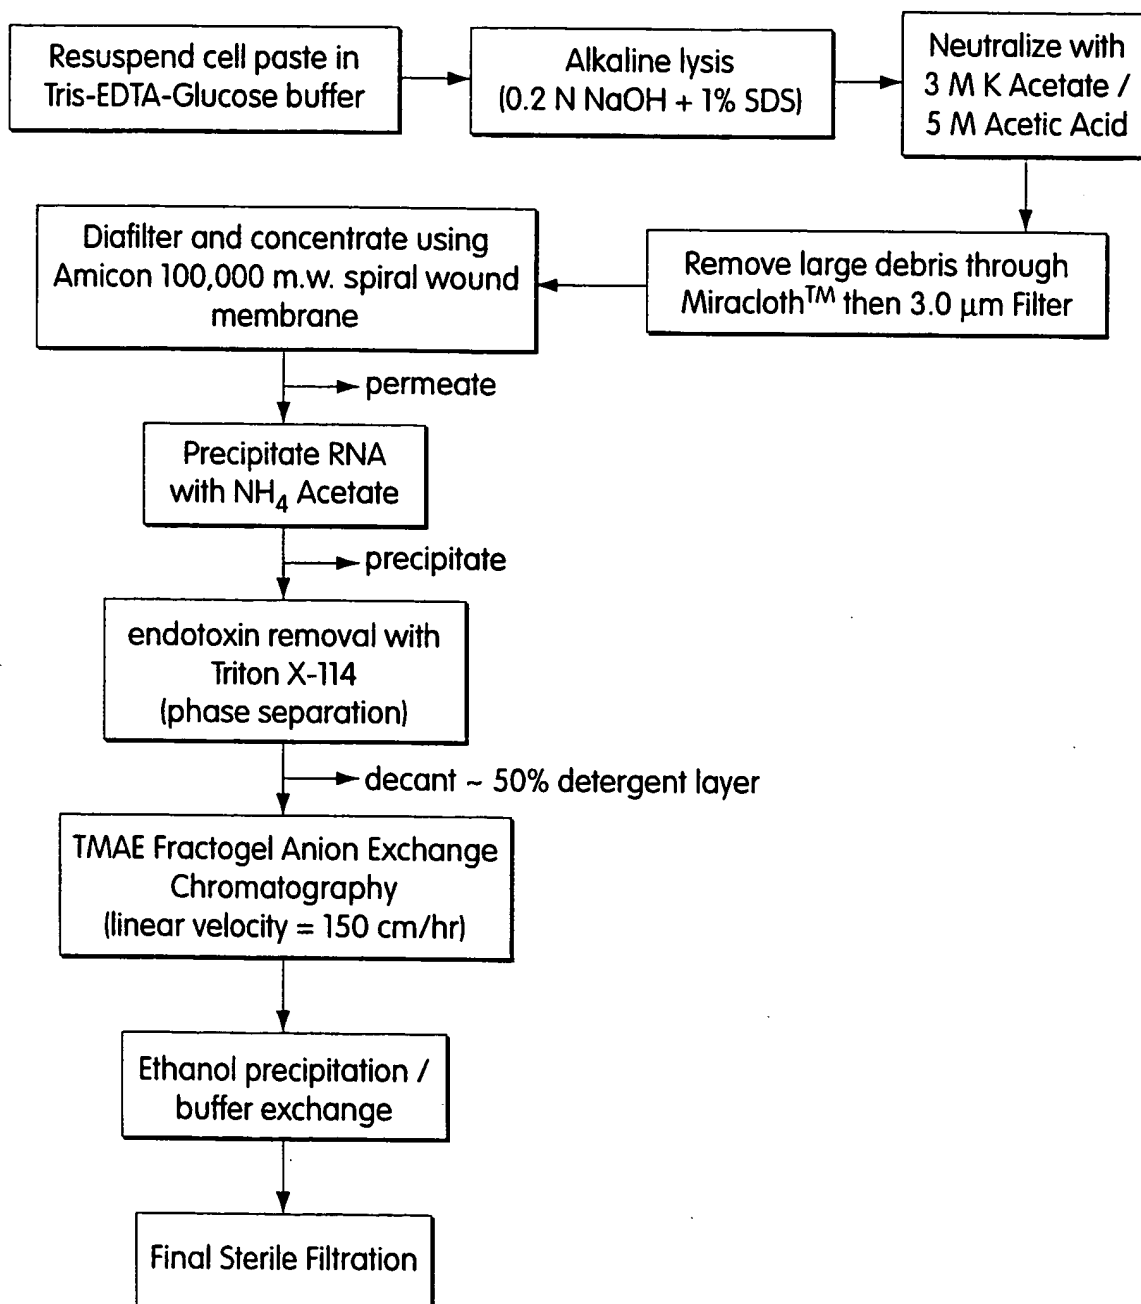 Resuspend cell paste in
Tris-EDTA-Glucose buffer
Alkaline lysis
(0.2 N NaOH + 1% SDS)
Neutralize with
3 M K Acetate /
5 M Acetic Acid
Remove large debris through
Miracloth™ then 3.0 μm Filter
Diafilter and concentrate using
Amicon 100,000 m.w. spiral wound
membrane
permeate
Precipitate RNA
with NH₄ Acetate
precipitate
endotoxin removal with
Triton X-114
(phase separation)
decant ~ 50% detergent layer
TMAE Fractogel Anion Exchange
Chromatography
(linear velocity = 150 cm/hr)
Ethanol precipitation /
buffer exchange
Final Sterile Filtration